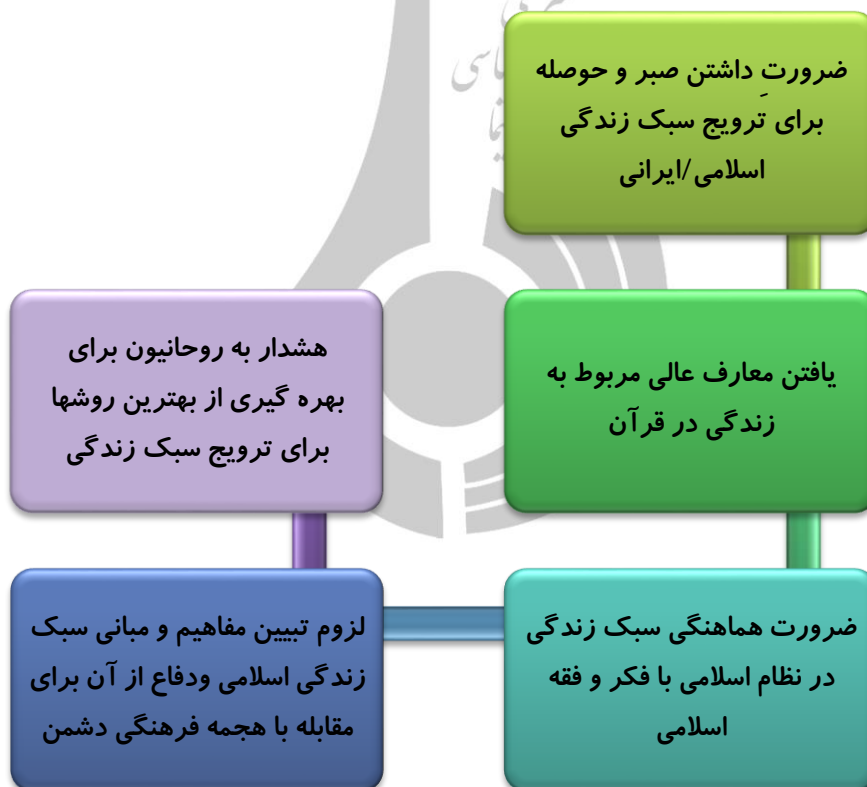 ضرورت داشتن صبر و حوصله
برای ترویج سبک زندگی
اسلامی/ایرانی
یافتن معارف عالی مربوط به
زندگی در قرآن
ضرورت هماهنگی سبک زندگی
در نظام اسلامی با فکر و فقه
اسلامی
لزوم تبیین مفاهیم و مبانی سبک
زندگی اسلامی ودفاع از آن برای
مقابله با هجمه فرهنگی دشمن
هشدار به روحانیون برای
بهره گیری از بهترین روشها
برای ترویج سبک زندگی